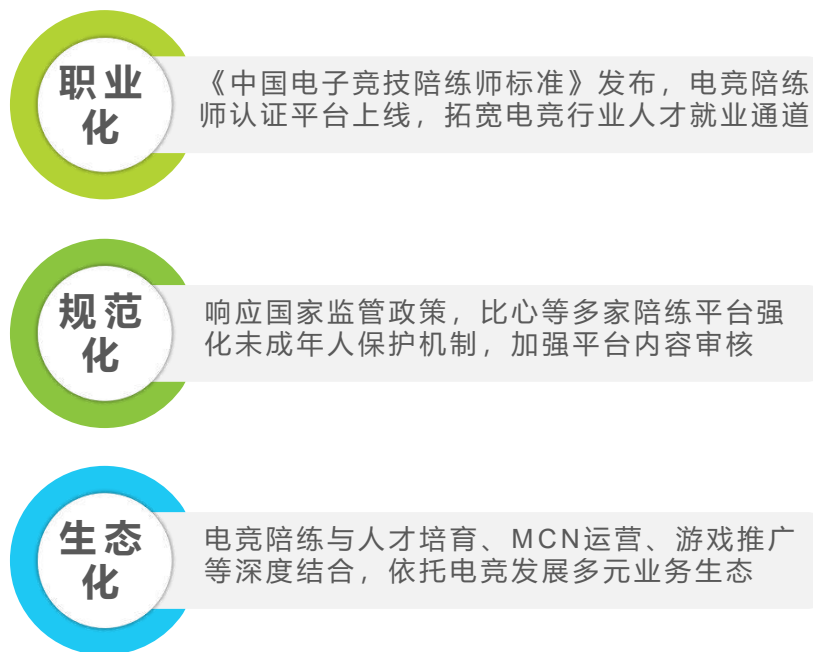 职业
化
《中国电子竞技陪练师标准》发布，电竞陪练
师认证平台上线，拓宽电竞行业人才就业通道
规范
化
响应国家监管政策，比心等多家陪练平台强
化未成年人保护机制，加强平台内容审核
生态
化
电竞陪练与人才培育、MCN运营、游戏推广
等深度结合，依托电竞发展多元业务生态